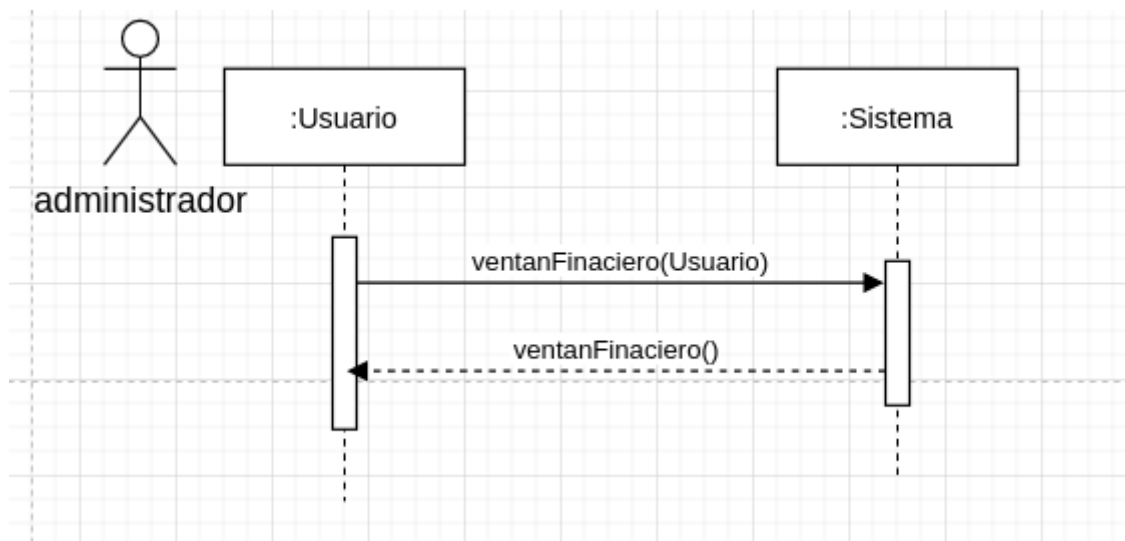 :Usuario
:Sistema
administrador
ventanFinaciero(Usuario)
ventanFinaciero()